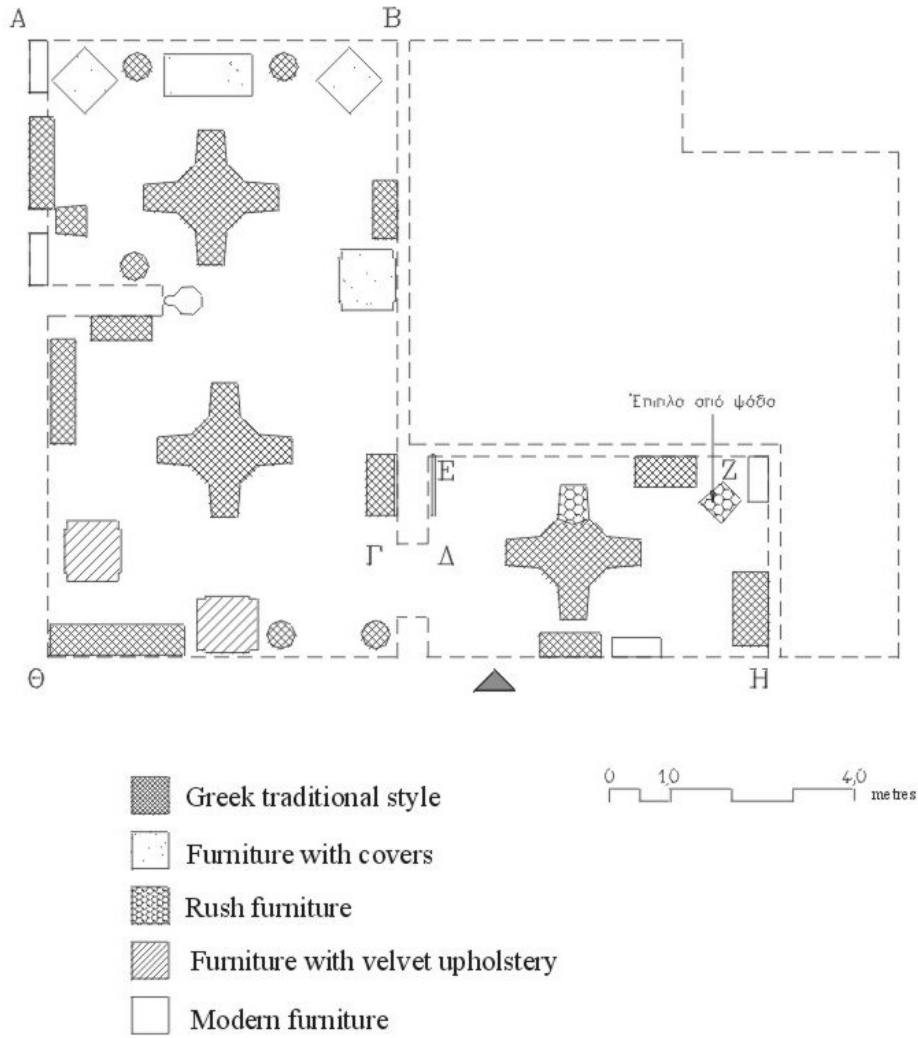 Α Β
Έπιπλο από ψάθα
Ε Ζ
Γ Δ
Θ Η
0 1,0 4,0
metres
Greek traditional style
Furniture with covers
Rush furniture
Furniture with velvet upholstery
Modern furniture